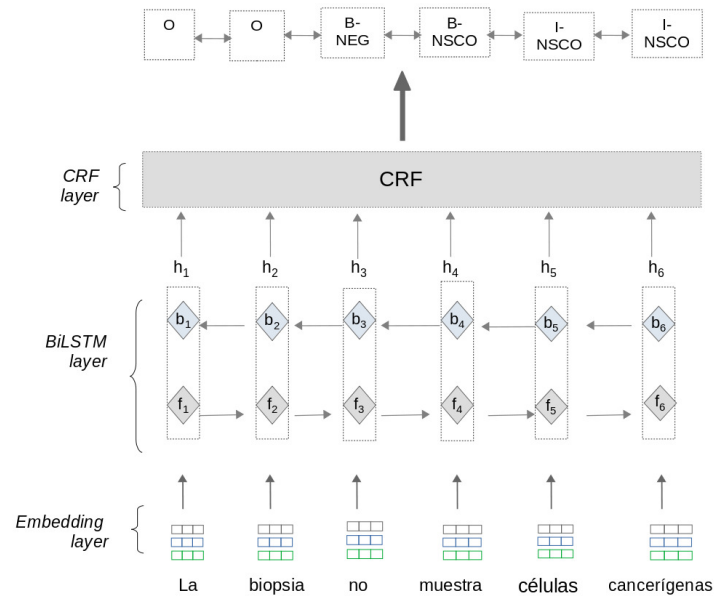 O O B- B- I- I-
NEG NSCO NSCO NSCO
CRF
layer
CRF
h1 h2 h3 h4 h5 h6
b1 b2 b3 b4 b5 b6
BiLSTM
layer
f1 f2 f3 f4 f5 f6
Embedding
layer
La biopsia no muestra células cancerígenas